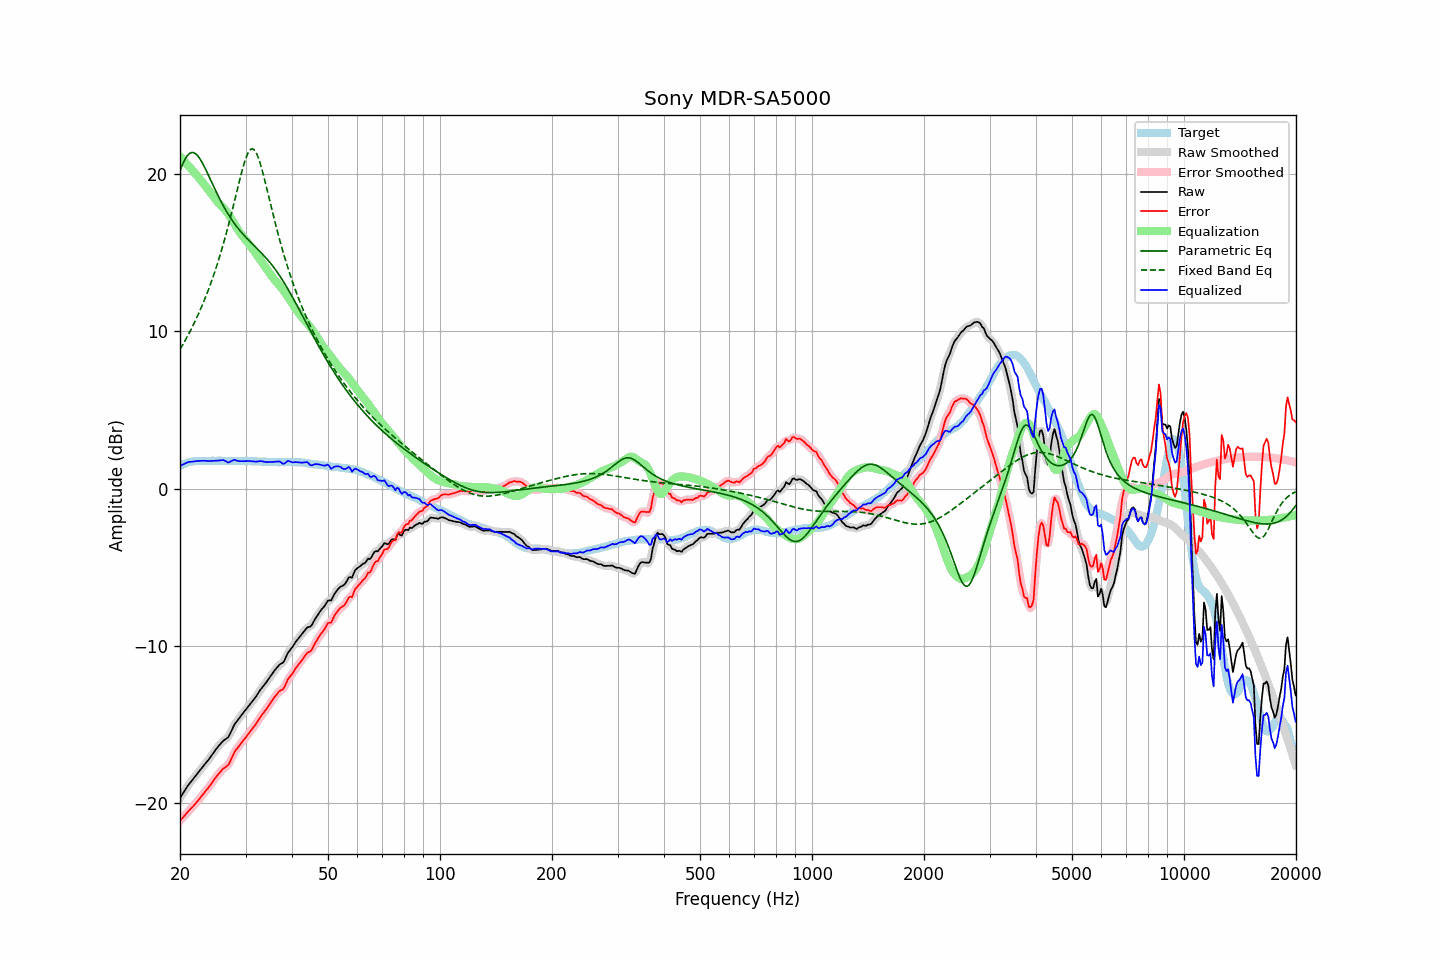 Sony MDR-SA5000
Amplitude (dBr)
20
10
0
−10
−20
Target
Raw Smoothed
Error Smoothed
Raw
Error
Equalization
Parametric Eq
Fixed Band Eq
Equalized
20
50
100
200
500
1000
2000
5000
10000
20000
Frequency (Hz)